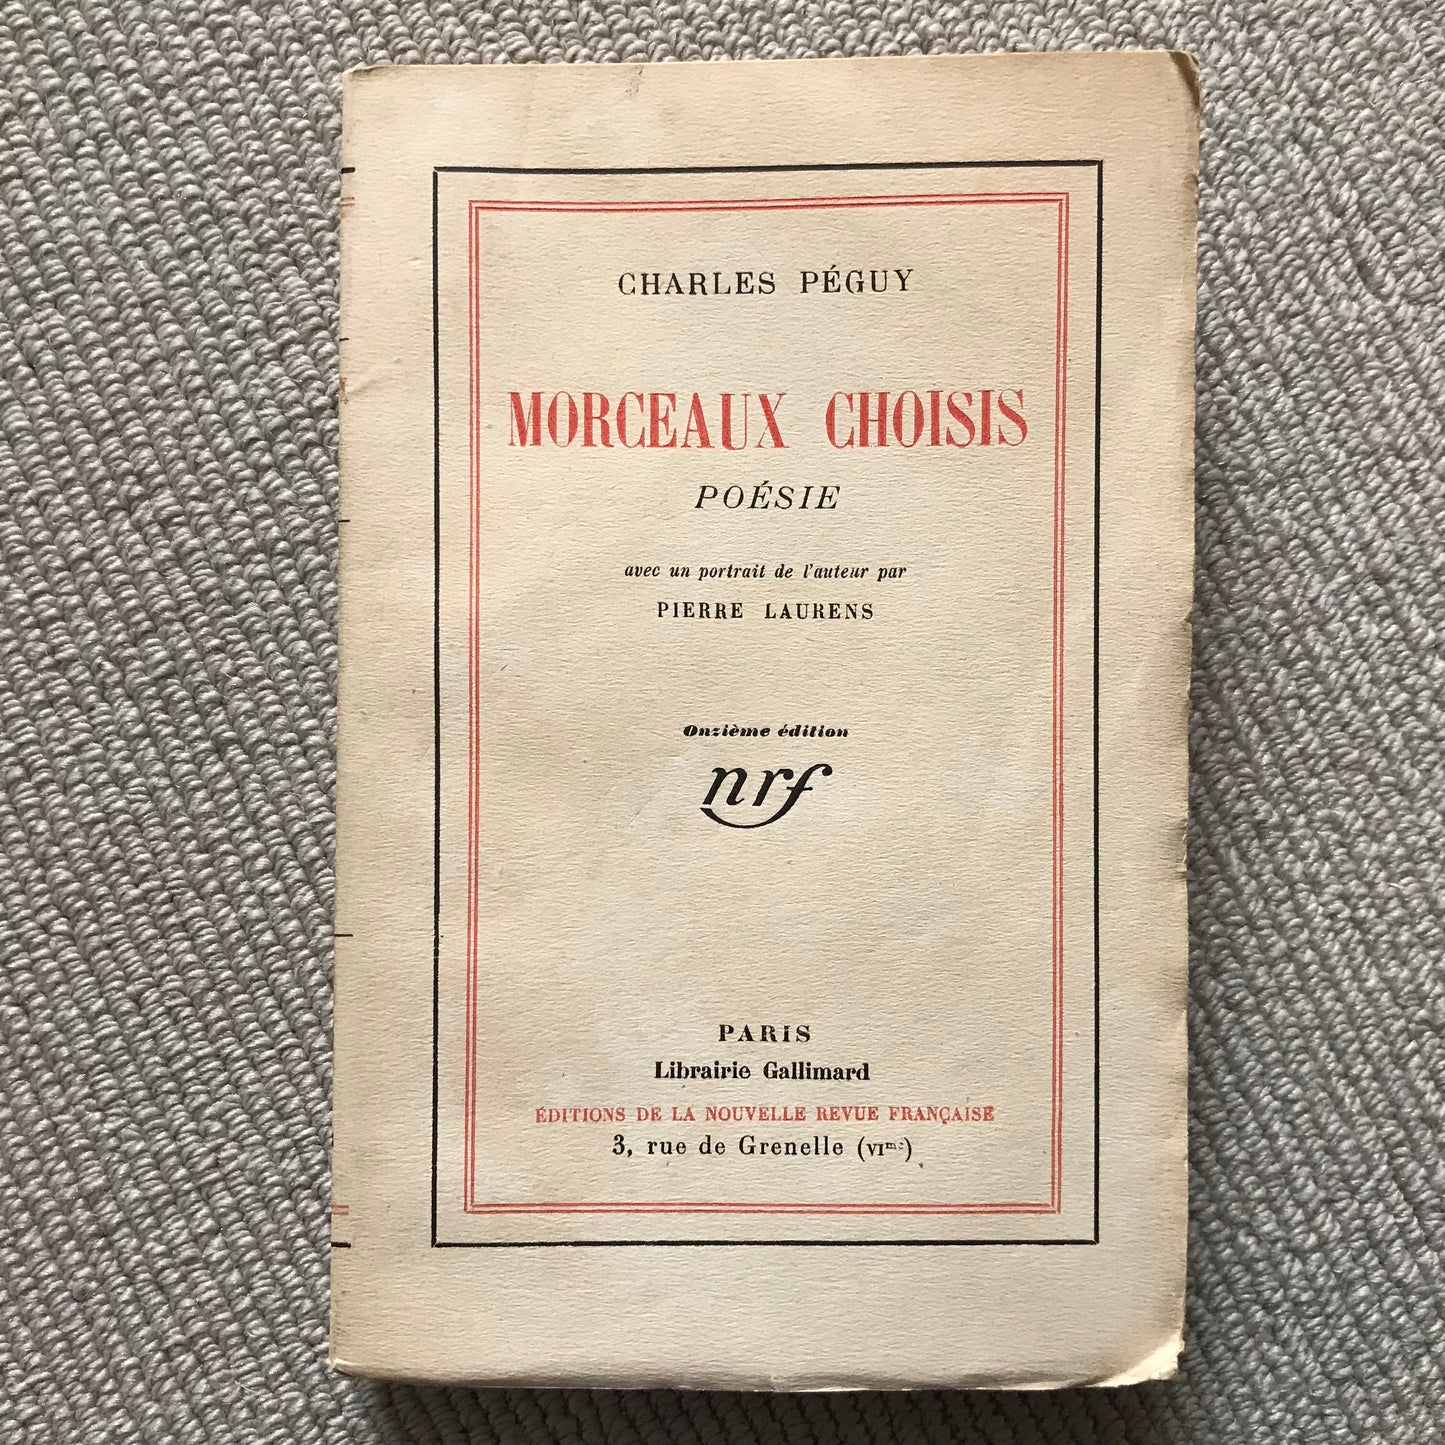 CHARLES PÉGUY
MORCEAUX CHOISIS
POÉSIE
avec un portrait de l'auteur par
PIERRE LAURENS
Onzième édition
nrf
PARIS
Librairie Gallimard
ÉDITIONS DE LA NOUVELLE REVUE FRANÇAISE
3, rue de Grenelle (VIme)